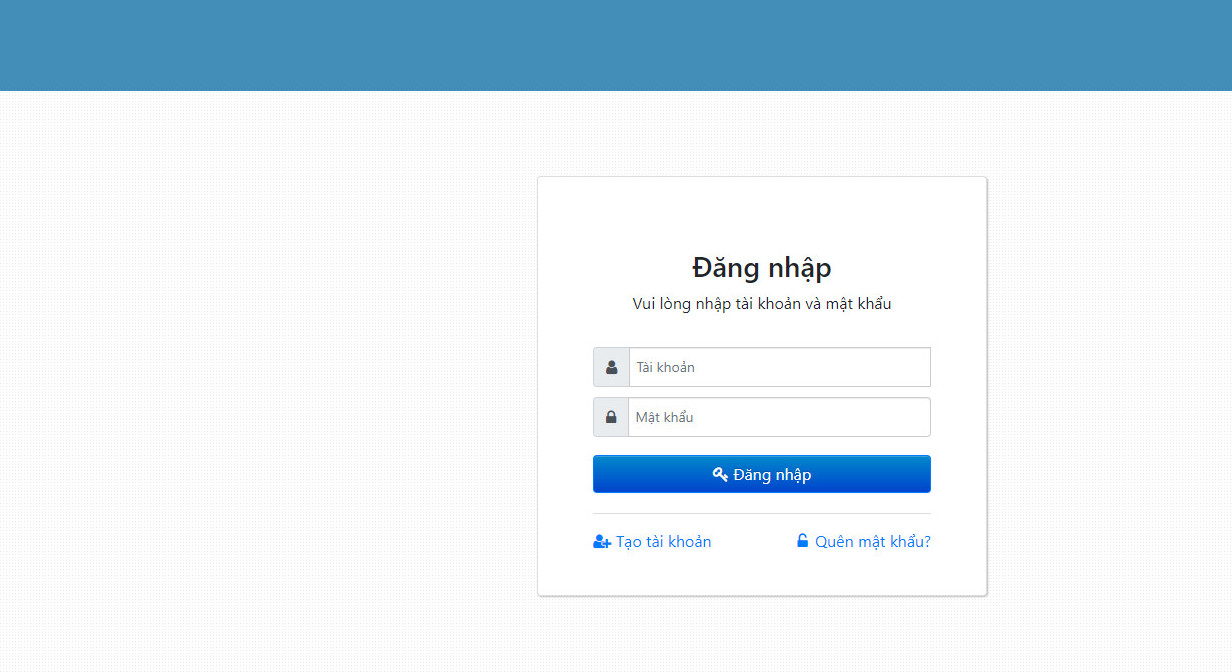 Đăng nhập
Vui lòng nhập tài khoản và mật khẩu
Tài khoản
Mật khẩu
Đăng nhập
Tạo tài khoản Quên mật khẩu?